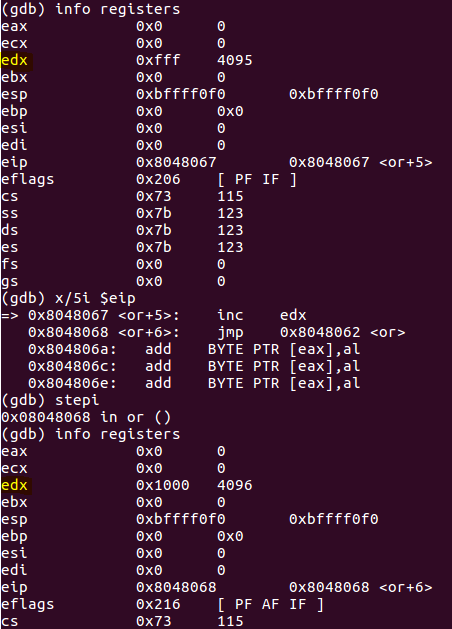 (gdb) info registers
eax 0x0 0
ecx 0x0 0
edx 0xfff 4095
ebx 0x0 0
esp 0xbffff0f0 0xbffff0f0
ebp 0x0 0x0
esi 0x0 0
edi 0x0 0
eip 0x8048067 0x8048067 <or+5>
eflags 0x206 [ PF IF ]
cs 0x73 115
ss 0x7b 123
ds 0x7b 123
es 0x7b 123
fs 0x0 0
gs 0x0 0
(gdb) x/5i $eip
=> 0x8048067 <or+5>: inc edx
0x8048068 <or+6>: jmp 0x8048062 <or>
0x804806a: add BYTE PTR [eax],al
0x804806c: add BYTE PTR [eax],al
0x804806e: add BYTE PTR [eax],al
(gdb) stepi
0x08048068 in or ()
(gdb) info registers
eax 0x0 0
ecx 0x0 0
edx 0x1000 4096
ebx 0x0 0
esp 0xbffff0f0 0xbffff0f0
ebp 0x0 0x0
esi 0x0 0
edi 0x0 0
eip 0x8048068 0x8048068 <or+6>
eflags 0x216 [ PF AF IF ]
cs 0x73 115